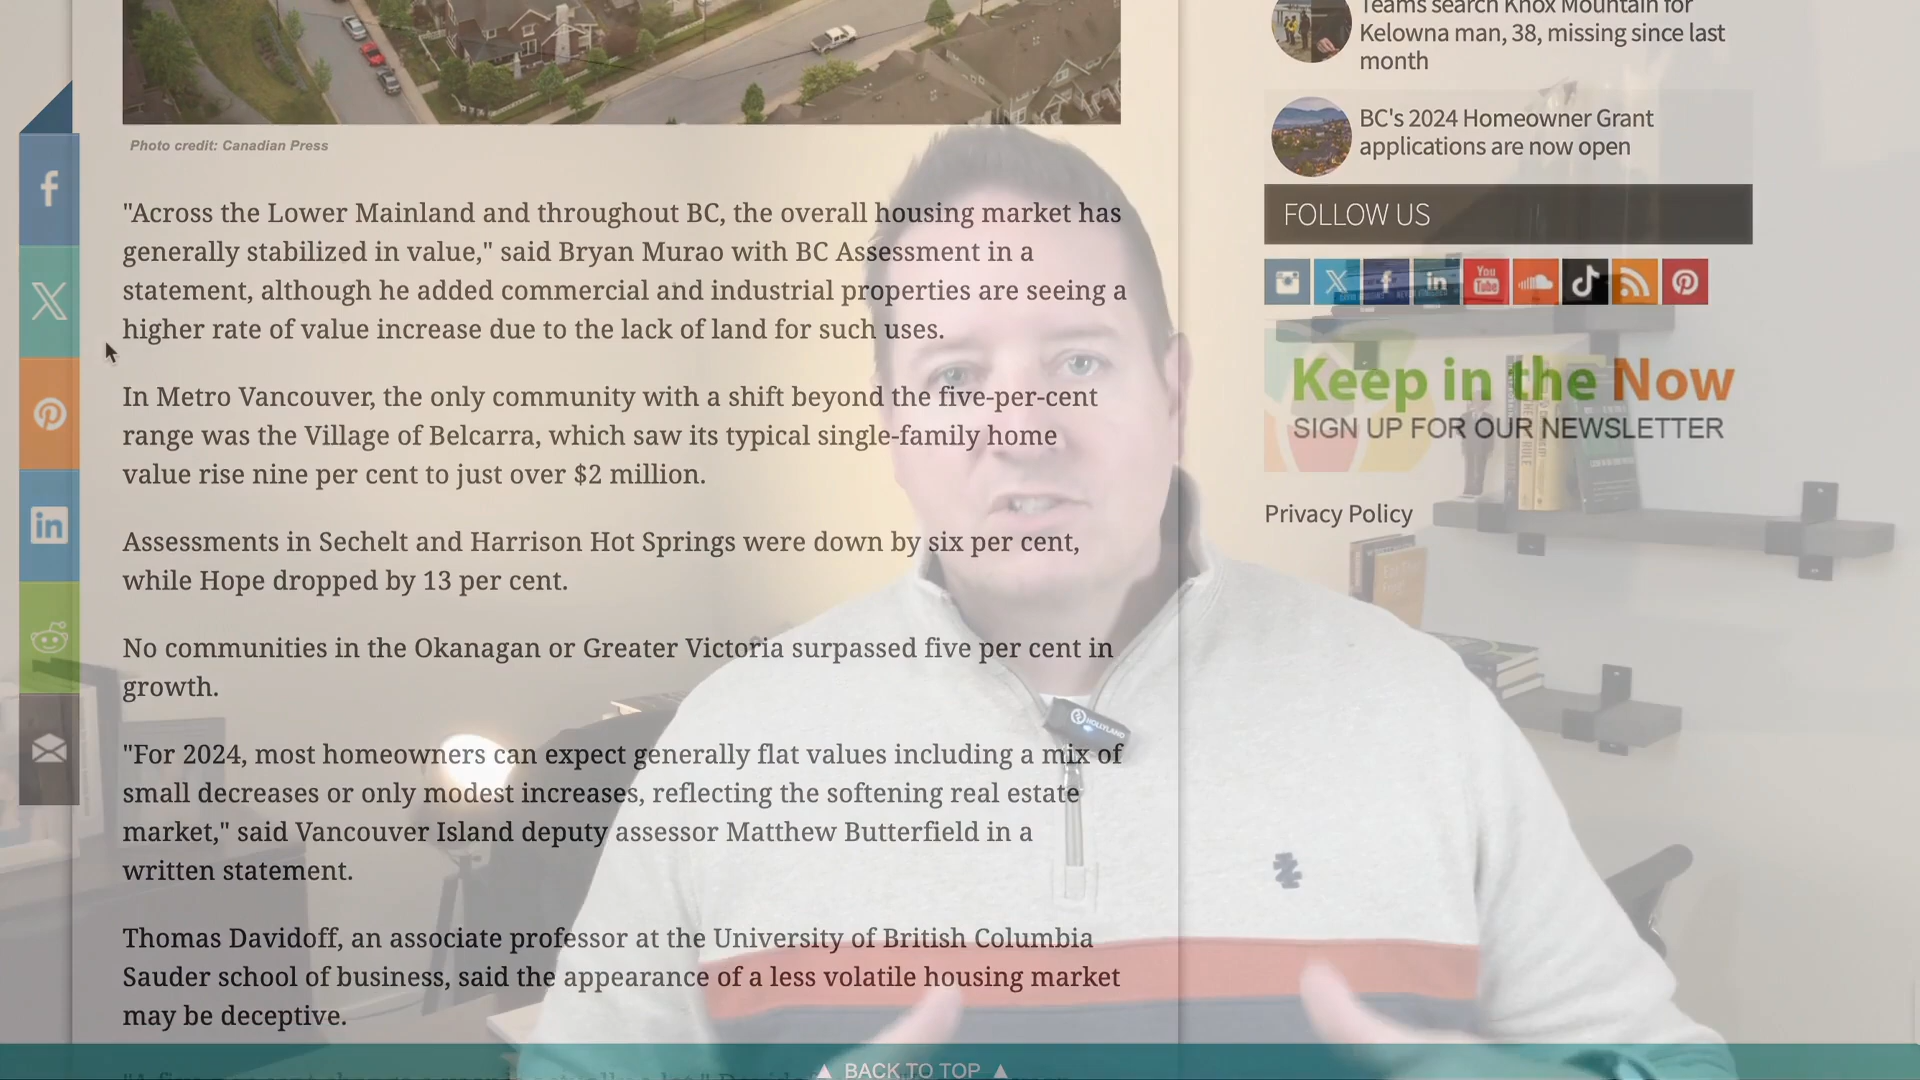 Photo credit: Canadian Press
"Across the Lower Mainland and throughout BC, the overall housing market has
generally stabilized in value," said Bryan Murao with BC Assessment in a
statement, although he added commercial and industrial properties are seeing a
higher rate of value increase due to the lack of land for such uses.
In Metro Vancouver, the only community with a shift beyond the five-per-cent
range was the Village of Belcarra, which saw its typical single-family home
value rise nine per cent to just over $2 million.
Assessments in Sechelt and Harrison Hot Springs were down by six per cent,
while Hope dropped by 13 per cent.
No communities in the Okanagan or Greater Victoria surpassed five per cent in
growth.
"For 2024, most homeowners can expect generally flat values including a mix of
small decreases or only modest increases, reflecting the softening real estate
market," said Vancouver Island deputy assessor Matthew Butterfield in a
written statement.
Thomas Davidoff, an associate professor at the University of British Columbia
Sauder school of business, said the appearance of a less volatile housing market
may be deceptive.
Teams search Knox Mountain for
Kelowna man, 38, missing since last
month
BC's 2024 Homeowner Grant
applications are now open
FOLLOW US
You
Tube
Keep in the Now
SIGN UP FOR OUR NEWSLETTER
Privacy Policy
HOLLYLAND
▲ BACK TO TOP ▲